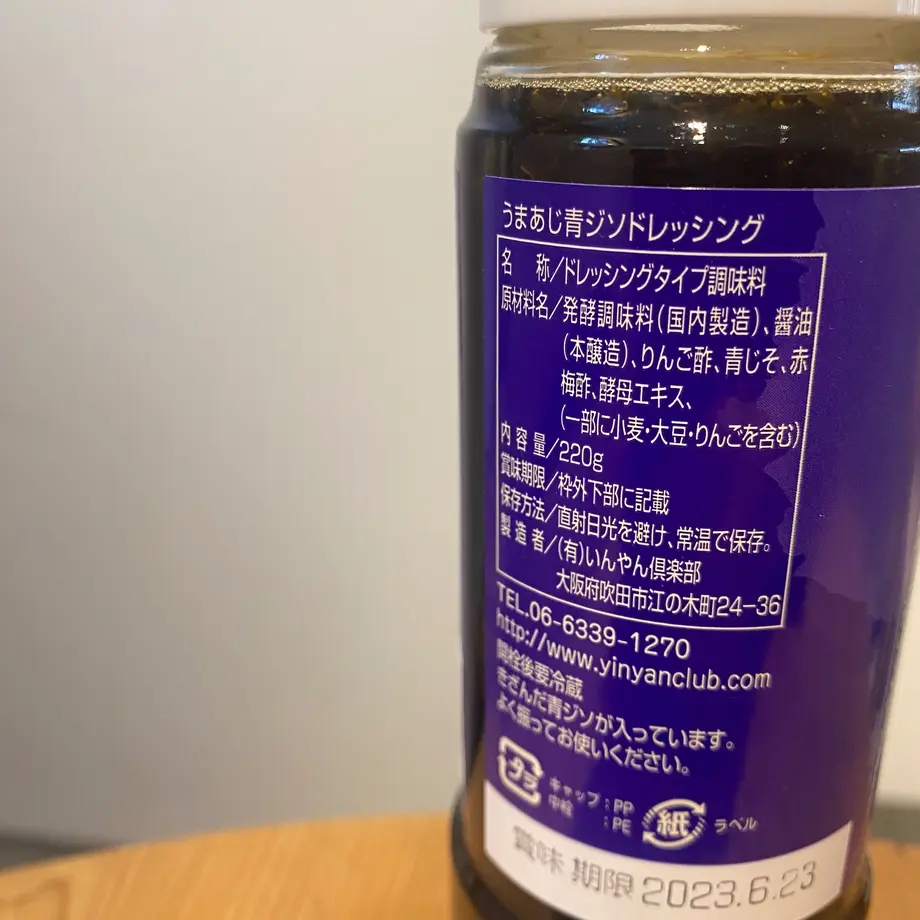 うまあじ青ジソドレッシング
名 称/ドレッシングタイプ調味料
原材料名/発酵調味料(国内製造)、醤油
(本醸造)、りんご酢、青じそ、赤
梅酢、酵母エキス、
(一部に小麦・大豆・りんごを含む)
内容量/220g
賞味期限/枠外下部に記載
保存方法/直射日光を避け、常温で保存。
製造者/(有)いんやん倶楽部
大阪府吹田市江の木町24-36
TEL.06-6339-1270
http://www.yinyanclub.com
開栓後要冷蔵
きざんだ青ジソが入っています。
よく振ってお使いください。
プラ キャップ:PP
中栓 :PE
紙 ラベル
賞味期限 2023.6.23